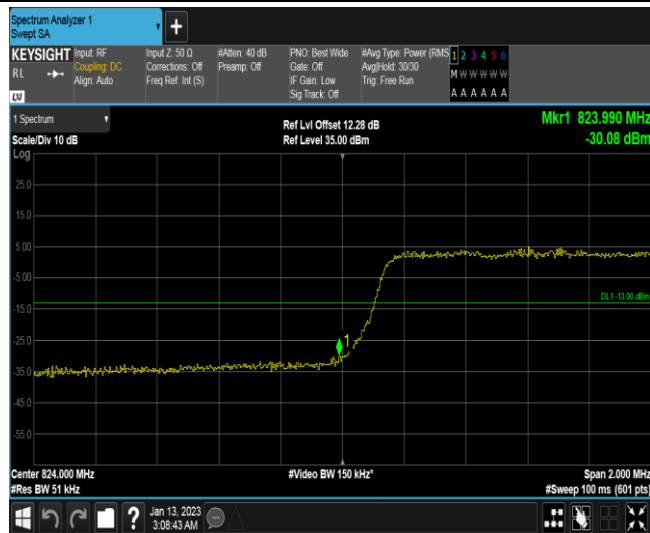 Spectrum Analyzer 1
Swept SA
KEYSIGHT
RL
Input: RF
Coupling: DC
Align: Auto
Input Z: 50 Ω
Corrections: Off
Freq Ref: Int (S)
#Atten: 40 dB
Preamp: Off
PNO: Best Wide
Gate: Off
IF Gain: Low
Sig Track: Off
#Avg Type: Power (RMS
Avg|Hold: 30/30
Trig: Free Run
1 2 3 4 5 6
M W W W W W
A A A A A A
1 Spectrum
Scale/Div 10 dB
Log
Ref Lvl Offset 12.28 dB
Ref Level 35.00 dBm
Mkr1 823.990 MHz
-30.08 dBm
25.0
15.0
5.00
-5.00
DL1 -13.00 dBm
-15.0
1
-25.0
-35.0
-45.0
-55.0
Center 824.000 MHz
#Video BW 150 kHz*
Span 2.000 MHz
#Res BW 51 kHz
#Sweep 100 ms (601 pts)
?
Jan 13, 2023
3:08:43 AM